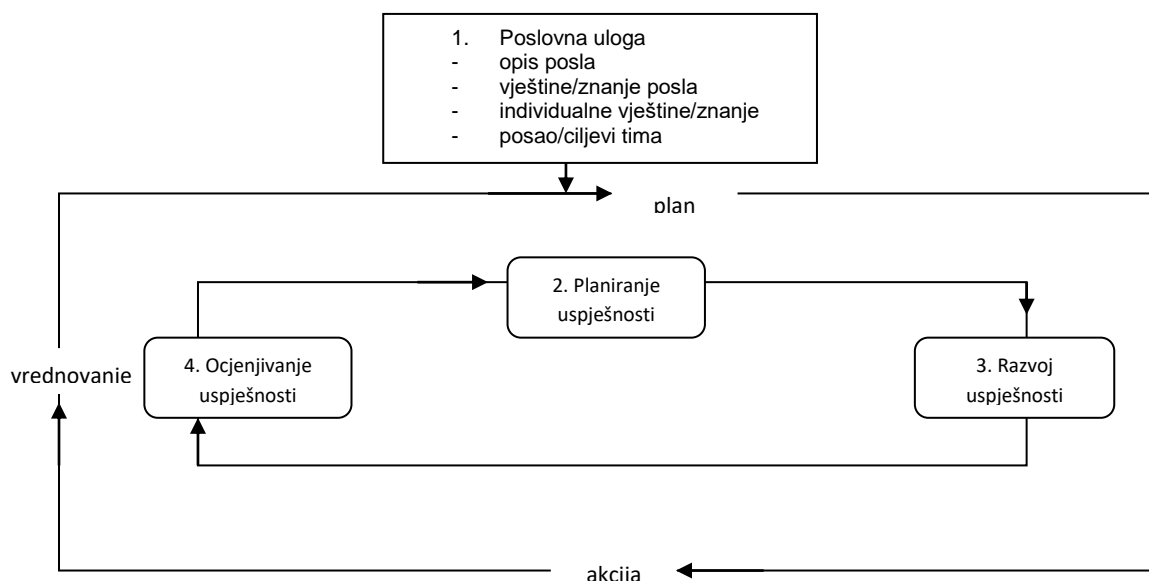 1. Poslovna uloga
- opis posla
- vještine/znanje posla
- individualne vještine/znanje
- posao/ciljevi tima
plan
2. Planiranje
uspješnosti
vrednovanje
4. Ocjenjivanje
uspješnosti
3. Razvoj
uspješnosti
akcija